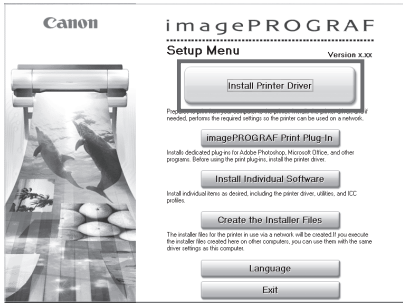 Canon
imagePROGRAF
Setup Menu
Version x.xx
Install Printer Driver
needed, performs the required settings so the printer can be used on a network.
imagePROGRAF Print Plug-In
Installs dedicated plug-ins for Adobe Photoshop, Microsoft Office, and other
programs. Before using the print plug-ins, install the printer driver.
Install Individual Software
Install individual items as desired, including the printer driver, utilities, and ICC
profiles.
Create the Installer Files
The installer files for the printer in use via a network will be created.If you execute
the installer files created here on other computers, you can use them with the same
driver settings as this computer.
Language
Exit